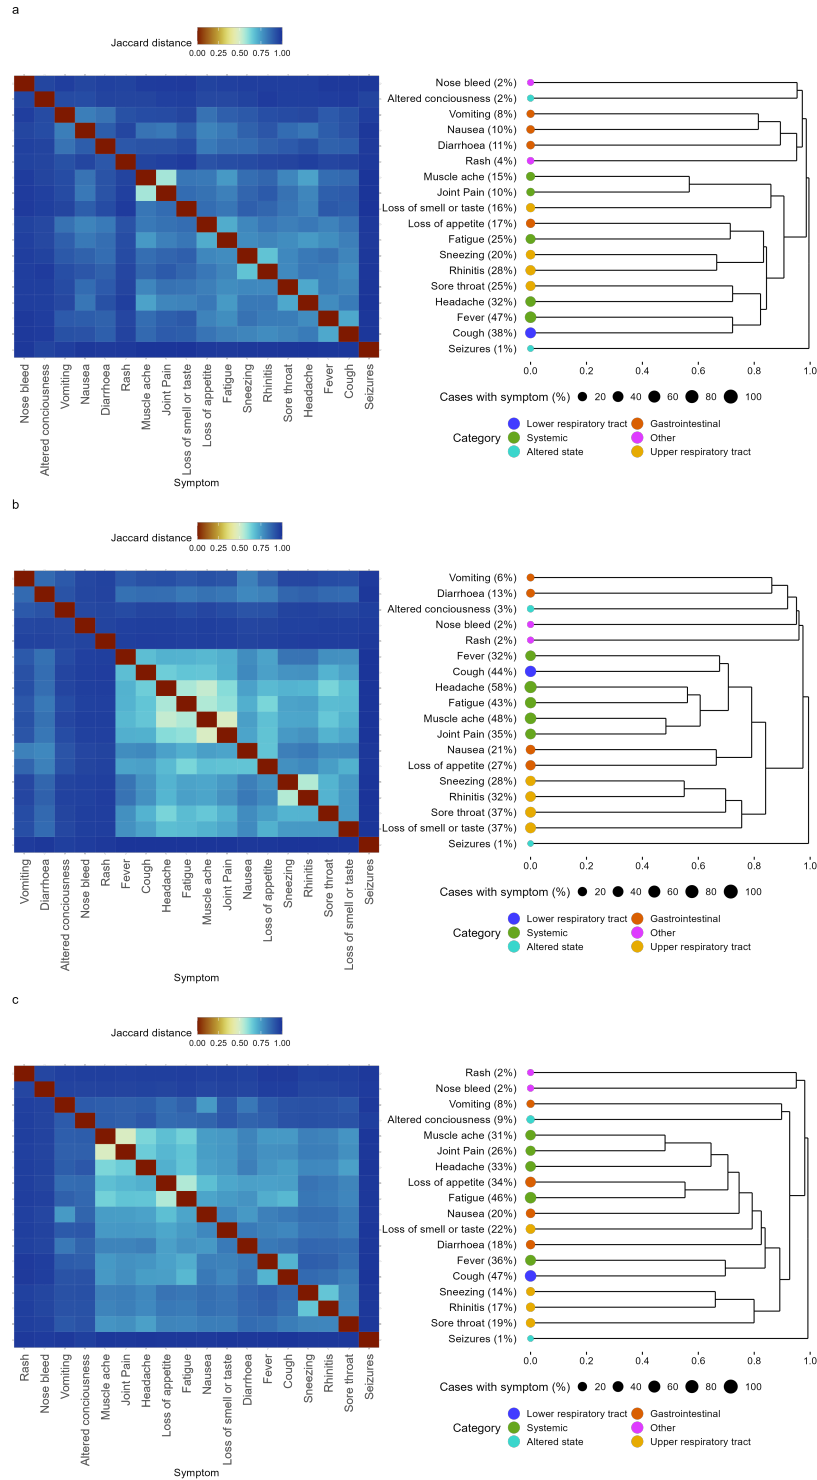 a
Jaccard distance
0.00 0.25 0.50 0.75 1.00
Nose bleed (2%)
Altered conciousness (2%)
Vomiting (8%)
Nausea (10%)
Diarrhoea (11%)
Rash (4%)
Muscle ache (15%)
Joint Pain (10%)
Loss of smell or taste (16%)
Loss of appetite (17%)
Fatigue (25%)
Sneezing (20%)
Rhinitis (28%)
Sore throat (25%)
Headache (32%)
Fever (47%)
Cough (38%)
Seizures (1%)
0.0 0.2 0.4 0.6 0.8 1.0
Nose bleed
Altered conciousness
Vomiting
Nausea
Diarrhoea
Rash
Muscle ache
Joint Pain
Loss of smell or taste
Loss of appetite
Fatigue
Sneezing
Rhinitis
Sore throat
Headache
Fever
Cough
Seizures
Symptom
Cases with symptom (%) 20 40 60 80 100
Category
Lower respiratory tract
Systemic
Altered state
Gastrointestinal
Other
Upper respiratory tract
b
Jaccard distance
0.00 0.25 0.50 0.75 1.00
Vomiting (6%)
Diarrhoea (13%)
Altered conciousness (3%)
Nose bleed (2%)
Rash (2%)
Fever (32%)
Cough (44%)
Headache (58%)
Fatigue (43%)
Muscle ache (48%)
Joint Pain (35%)
Nausea (21%)
Loss of appetite (27%)
Sneezing (28%)
Rhinitis (32%)
Sore throat (37%)
Loss of smell or taste (37%)
Seizures (1%)
0.0 0.2 0.4 0.6 0.8 1.0
Vomiting
Diarrhoea
Altered conciousness
Nose bleed
Rash
Fever
Cough
Headache
Fatigue
Muscle ache
Joint Pain
Nausea
Loss of appetite
Sneezing
Rhinitis
Sore throat
Loss of smell or taste
Seizures
Symptom
Cases with symptom (%) 20 40 60 80 100
Category
Lower respiratory tract
Systemic
Altered state
Gastrointestinal
Other
Upper respiratory tract
c
Jaccard distance
0.00 0.25 0.50 0.75 1.00
Rash (2%)
Nose bleed (2%)
Vomiting (8%)
Altered conciousness (9%)
Muscle ache (31%)
Joint Pain (26%)
Headache (33%)
Loss of appetite (34%)
Fatigue (46%)
Nausea (20%)
Loss of smell or taste (22%)
Diarrhoea (18%)
Fever (36%)
Cough (47%)
Sneezing (14%)
Rhinitis (17%)
Sore throat (19%)
Seizures (1%)
0.0 0.2 0.4 0.6 0.8 1.0
Rash
Nose bleed
Vomiting
Altered conciousness
Muscle ache
Joint Pain
Headache
Loss of appetite
Fatigue
Nausea
Loss of smell or taste
Diarrhoea
Fever
Cough
Sneezing
Rhinitis
Sore throat
Seizures
Symptom
Cases with symptom (%) 20 40 60 80 100
Category
Lower respiratory tract
Systemic
Altered state
Gastrointestinal
Other
Upper respiratory tract